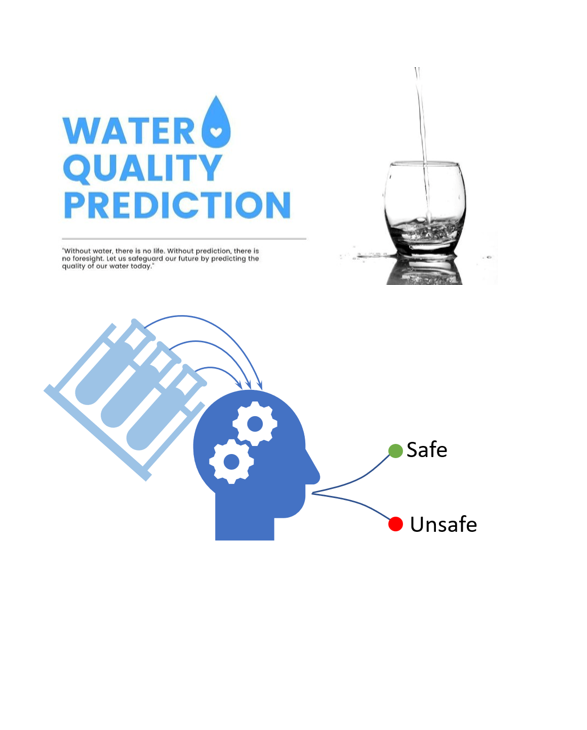 WATER
QUALITY
PREDICTION
"Without water, there is no life. Without prediction, there is
no foresight. Let us safeguard our future by predicting the
quality of our water today."
Safe
Unsafe